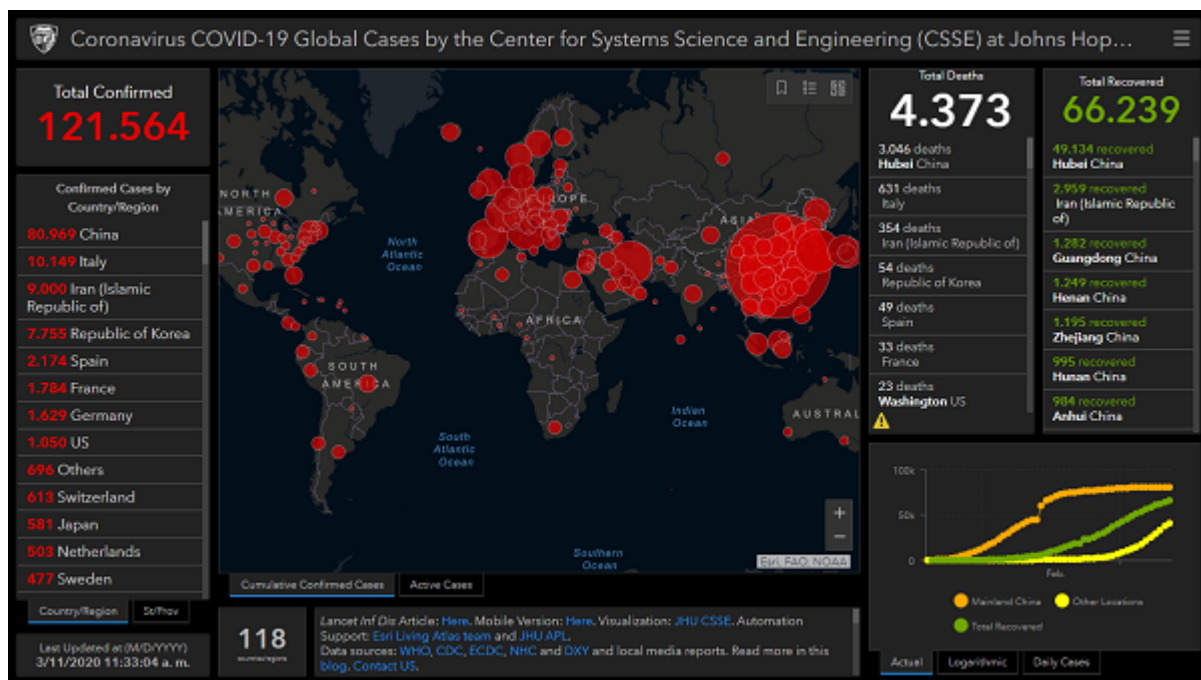 Coronavirus COVID-19 Global Cases by the Center for Systems Science and Engineering (CSSE) at Johns Hop...
Total Confirmed
121.564
Confirmed Cases by
Country/Region
80.969 China
10.149 Italy
9.000 Iran (Islamic
Republic of)
7.755 Republic of Korea
2.174 Spain
1.784 France
1.629 Germany
1.050 US
696 Others
613 Switzerland
581 Japan
503 Netherlands
477 Sweden
Country/Region
St/Prov
Last Updated at (M/D/YYYY)
3/11/2020 11:33:04 a. m.
NORTH
AMERICA
North
Atlantic
Ocean
EUROPE
ASIA
AFRICA
SOUTH
AMERICA
South
Atlantic
Ocean
Indian
Ocean
AUSTRAL
Southern
Ocean
+
−
Esri, FAO, NOAA
Cumulative Confirmed Cases
Active Cases
118
countries/regions
Lancet Inf Dis Article: Here. Mobile Version: Here. Visualization: JHU CSSE. Automation
Support: Esri Living Atlas team and JHU APL.
Data sources: WHO, CDC, ECDC, NHC and DXY and local media reports. Read more in this
blog. Contact US.
Total Deaths
4.373
3.046 deaths
Hubei China
631 deaths
Italy
354 deaths
Iran (Islamic Republic of)
54 deaths
Republic of Korea
49 deaths
Spain
33 deaths
France
23 deaths
Washington US
Total Recovered
66.239
49.134 recovered
Hubei China
2.959 recovered
Iran (Islamic Republic
of)
1.282 recovered
Guangdong China
1.249 recovered
Henan China
1.195 recovered
Zhejiang China
995 recovered
Hunan China
984 recovered
Anhui China
100k
50k
0
Feb.
Mainland China
Other Locations
Total Recovered
Actual
Logarithmic
Daily Cases